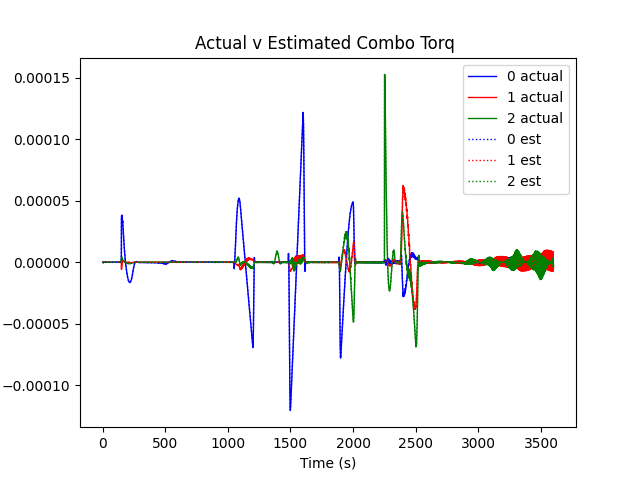 Actual v Estimated Combo Torq
0.00015
0.00010
0.00005
0.00000
−0.00005
−0.00010
0 actual
1 actual
2 actual
0 est
1 est
2 est
0 500 1000 1500 2000 2500 3000 3500
Time (s)